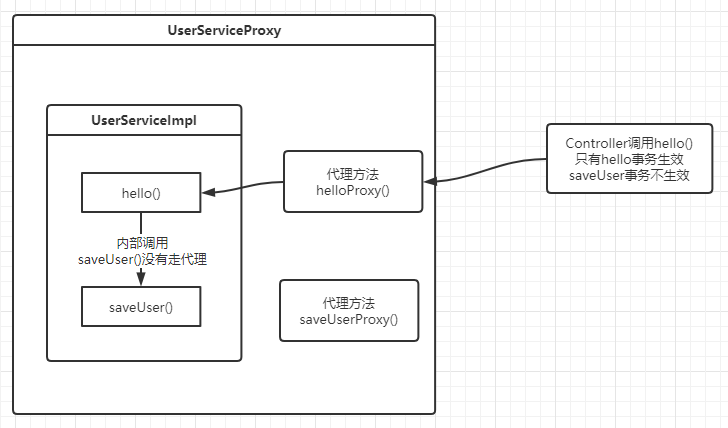 UserServiceProxy
UserServiceImpl
hello()
内部调用
saveUser()没有走代理
saveUser()
代理方法
helloProxy()
代理方法
saveUserProxy()
Controller调用hello()
只有hello事务生效
saveUser事务不生效